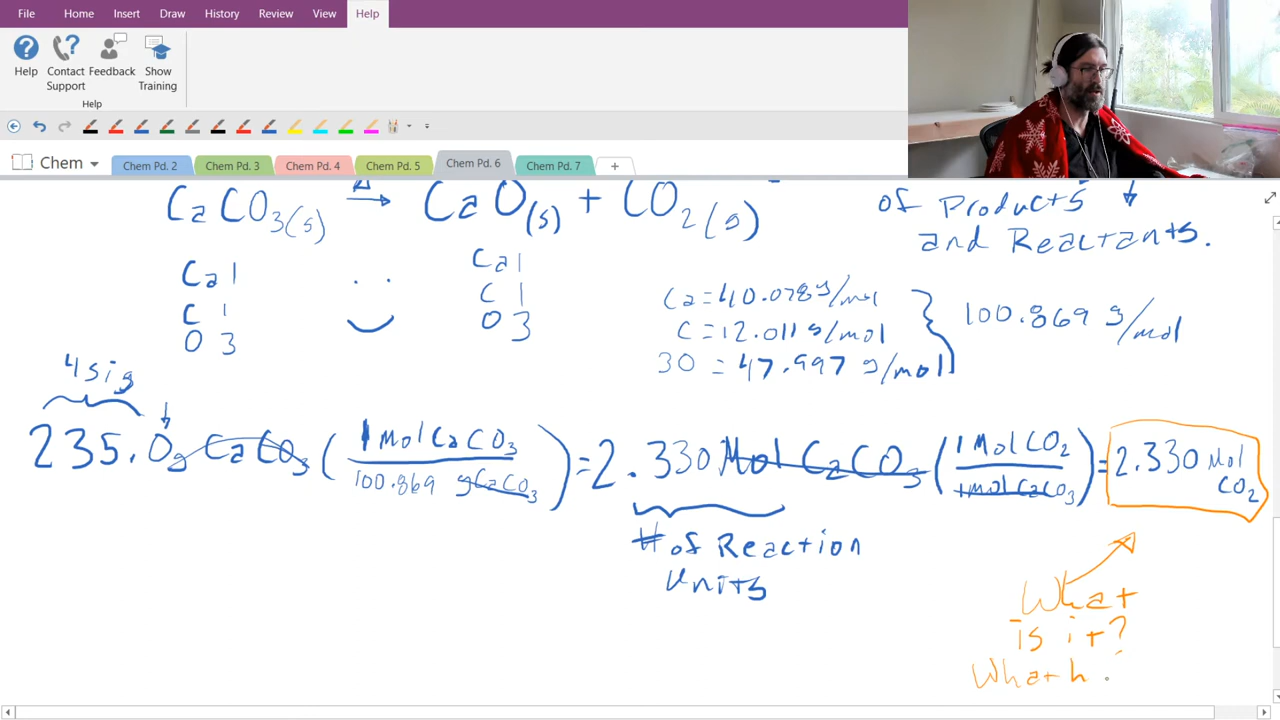 File Home Insert Draw History Review View Help
Help Contact Support Feedback Show Training
Help
Chem Chem Pd. 2 Chem Pd. 3 Chem Pd. 4 Chem Pd. 5 Chem Pd. 6 Chem Pd. 7 +
CaCO3(s) Δ→ CaO(s) + CO2(g)
of Products
and Reactants.
Ca 1
C 1
O 3
Ca 1
C 1
O 3
Ca = 40.078 g/mol
C = 12.011 g/mol
3O = 47.997 g/mol
100.869 g/mol
4 sig
235.0g CaCO3 (1 Mol CaCO3 / 100.869 gCaCO3) = 2.330 Mol CaCO3 (1 Mol CO2 / 1 mol CaCO3) = 2.330 Mol CO2
# of Reaction
Units
What
is it?
What h